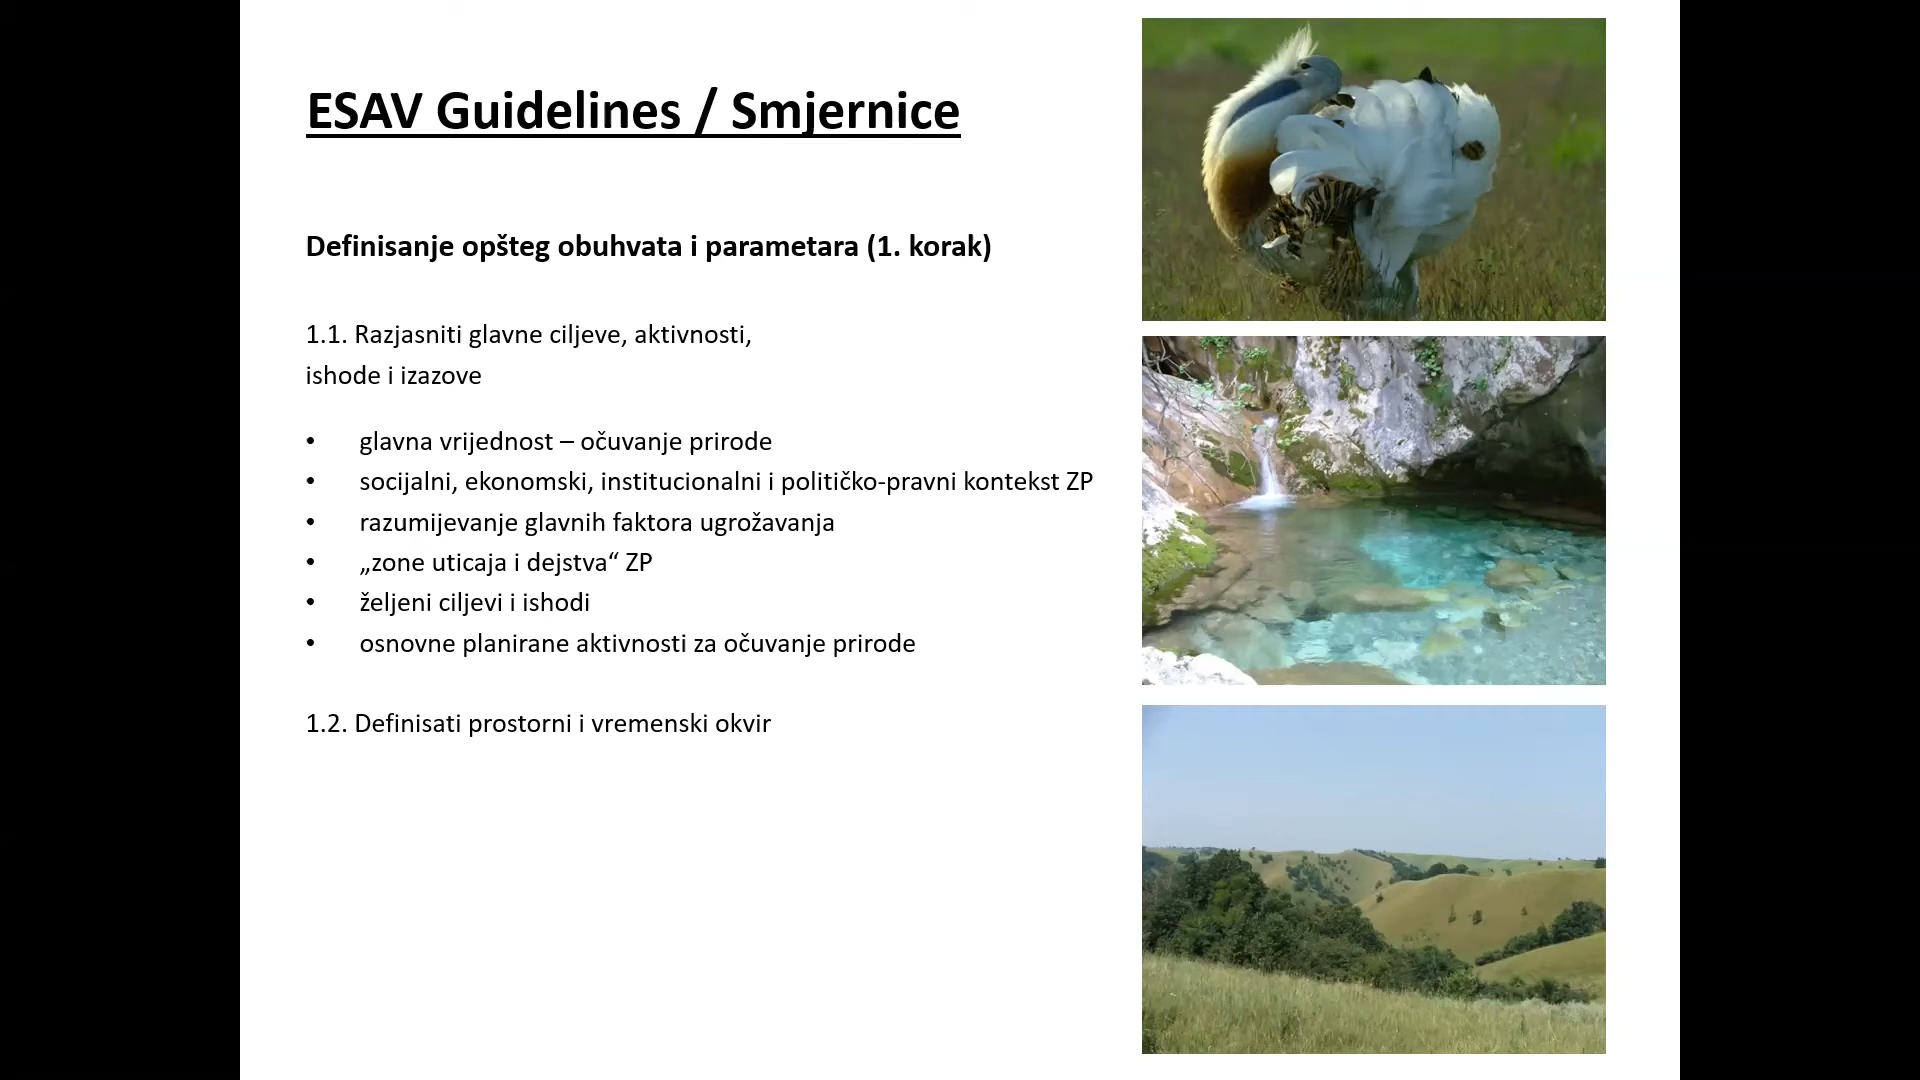 ESAV Guidelines / Smjernice
Definisanje opšteg obuhvata i parametara (1. korak)
1.1. Razjasniti glavne ciljeve, aktivnosti,
ishode i izazove
• glavna vrijednost – očuvanje prirode
• socijalni, ekonomski, institucionalni i političko-pravni kontekst ZP
• razumijevanje glavnih faktora ugrožavanja
• „zone uticaja i dejstva“ ZP
• željeni ciljevi i ishodi
• osnovne planirane aktivnosti za očuvanje prirode
1.2. Definisati prostorni i vremenski okvir